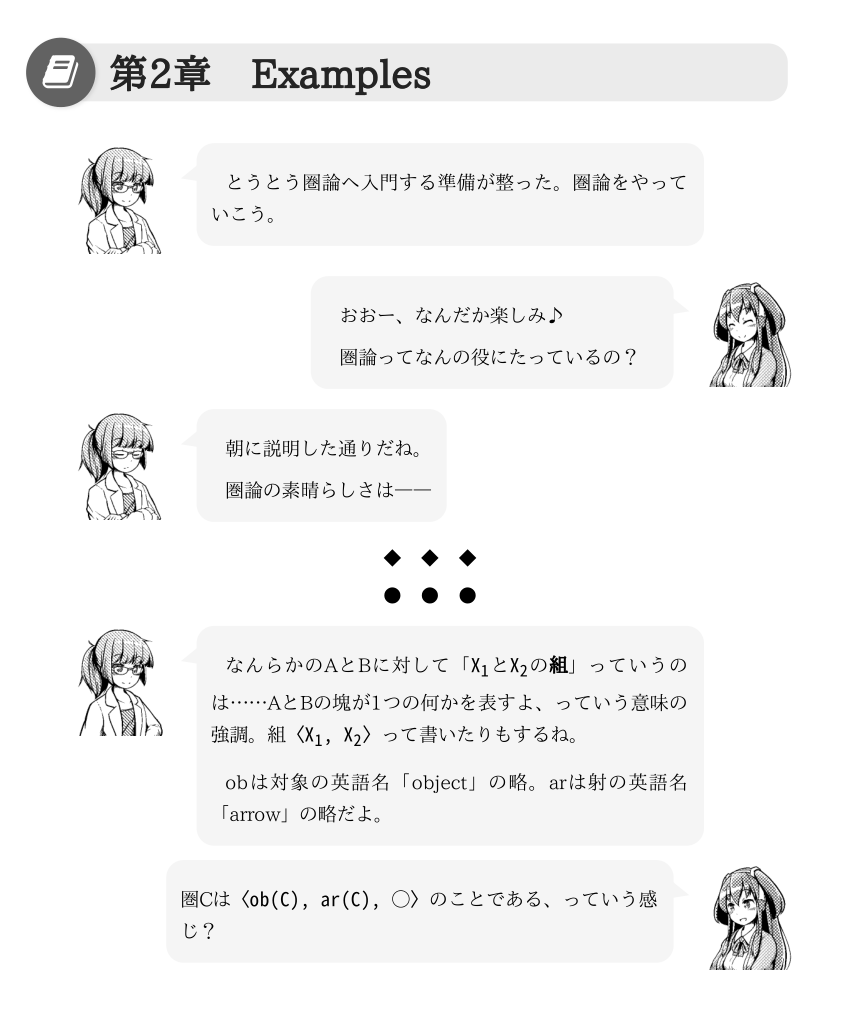 第2章　Examples
とうとう圏論へ入門する準備が整った。圏論をやって
いこう。
おおー、なんだか楽しみ♪
圏論ってなんの役にたっているの？
朝に説明した通りだね。
圏論の素晴らしさは――
◆ ◆ ◆
● ● ●
なんらかのAとBに対して「X₁とX₂の組」っていうの
は……AとBの塊が1つの何かを表すよ、っていう意味の
強調。組〈X₁, X₂〉って書いたりもするね。
obは対象の英語名「object」の略。arは射の英語名
「arrow」の略だよ。
圏Cは〈ob(C), ar(C), ◯〉のことである、っていう感
じ？